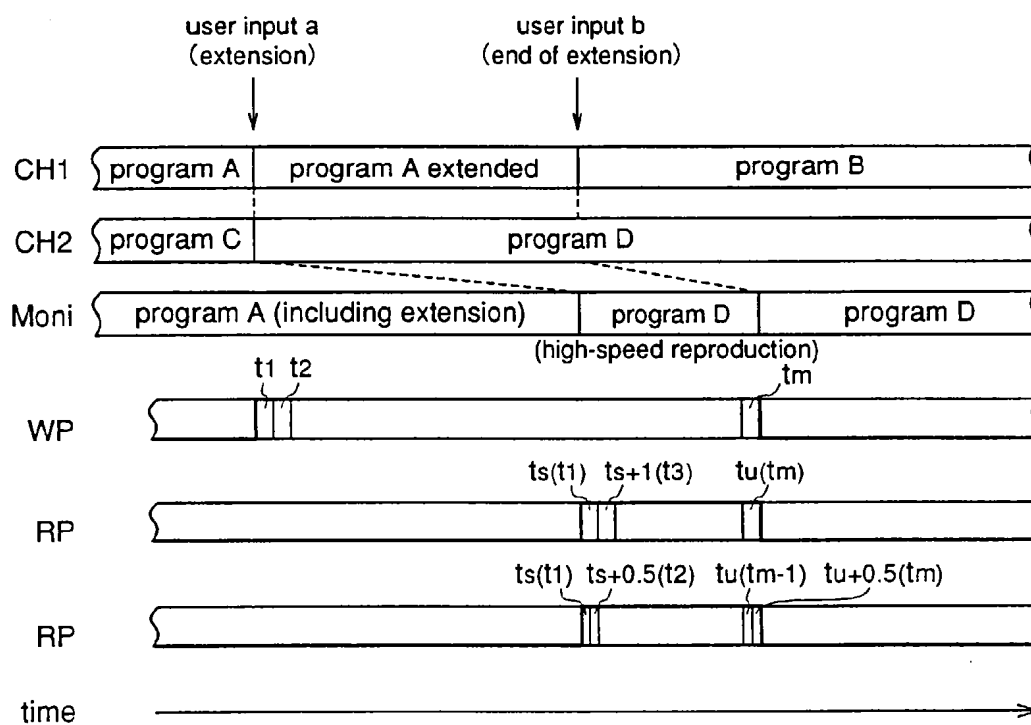 user input a
(extension)
user input b
(end of extension)
CH1 program A program A extended program B
CH2 program C program D
Moni program A (including extension) program D program D
(high-speed reproduction)
t1 t2 tm
WP
ts(t1) ts+1(t3) tu(tm)
RP
ts(t1) ts+0.5(t2) tu(tm-1) tu+0.5(tm)
RP
time